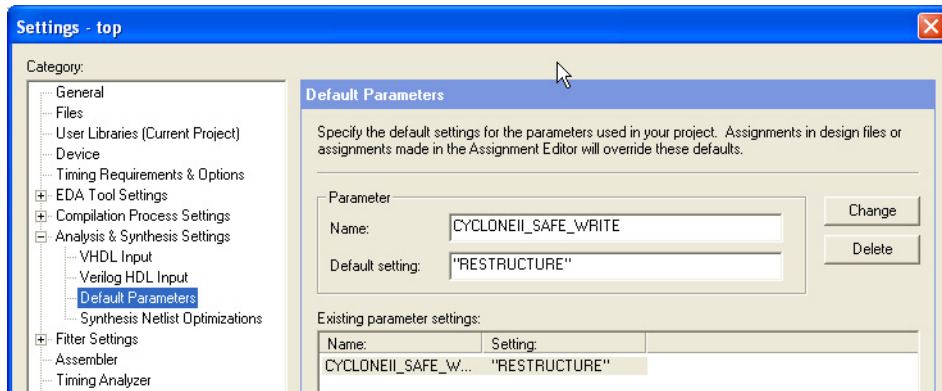 Settings - top
Category:
General
Files
User Libraries (Current Project)
Device
Timing Requirements & Options
EDA Tool Settings
Compilation Process Settings
Analysis & Synthesis Settings
VHDL Input
Verilog HDL Input
Default Parameters
Synthesis Netlist Optimizations
Fitter Settings
Assembler
Timing Analyzer
Default Parameters
Specify the default settings for the parameters used in your project. Assignments in design files or
assignments made in the Assignment Editor will override these defaults.
Parameter
Name: CYCLONEII_SAFE_WRITE
Default setting: "RESTRUCTURE"
Change
Delete
Existing parameter settings:
Name: Setting:
CYCLONEII_SAFE_W... "RESTRUCTURE"